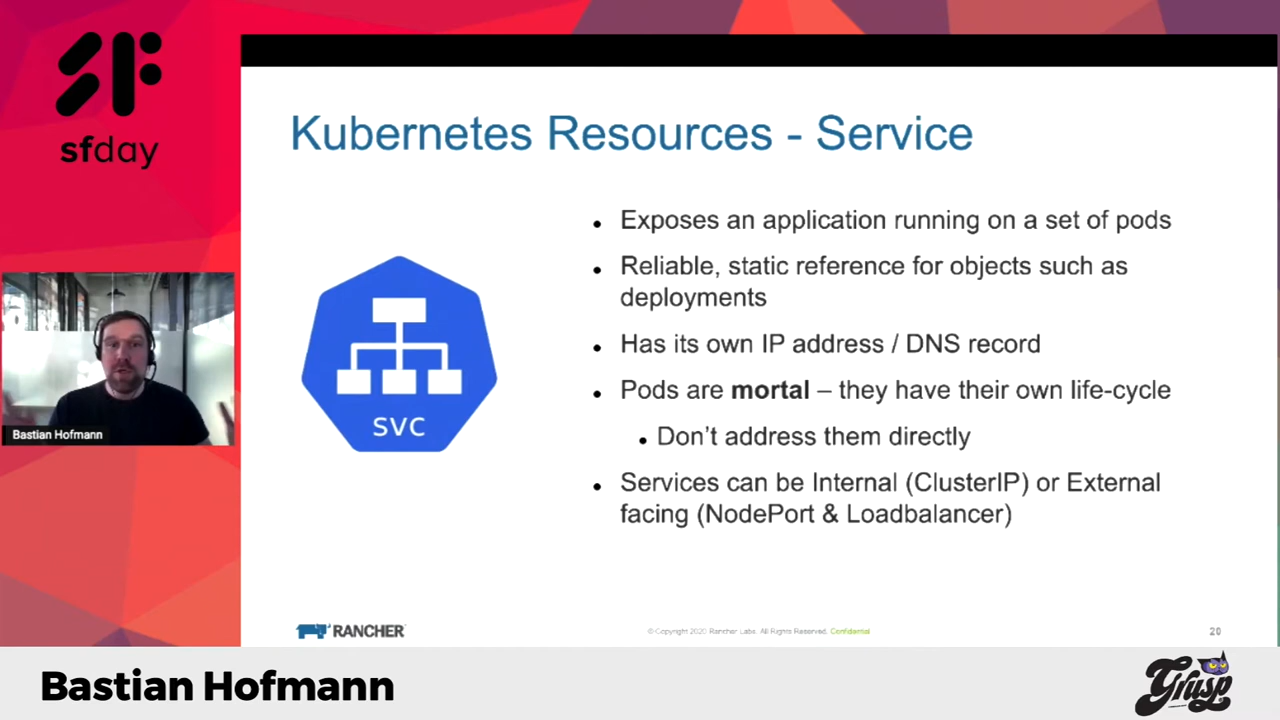 sfday
Kubernetes Resources - Service
• Exposes an application running on a set of pods
• Reliable, static reference for objects such as
deployments
• Has its own IP address / DNS record
• Pods are mortal – they have their own life-cycle
• Don't address them directly
• Services can be Internal (ClusterIP) or External
facing (NodePort & Loadbalancer)
svc
Bastian Hofmann
RANCHER
© Copyright 2020 Rancher Labs. All Rights Reserved, Confidential
20
Bastian Hofmann
Grusp